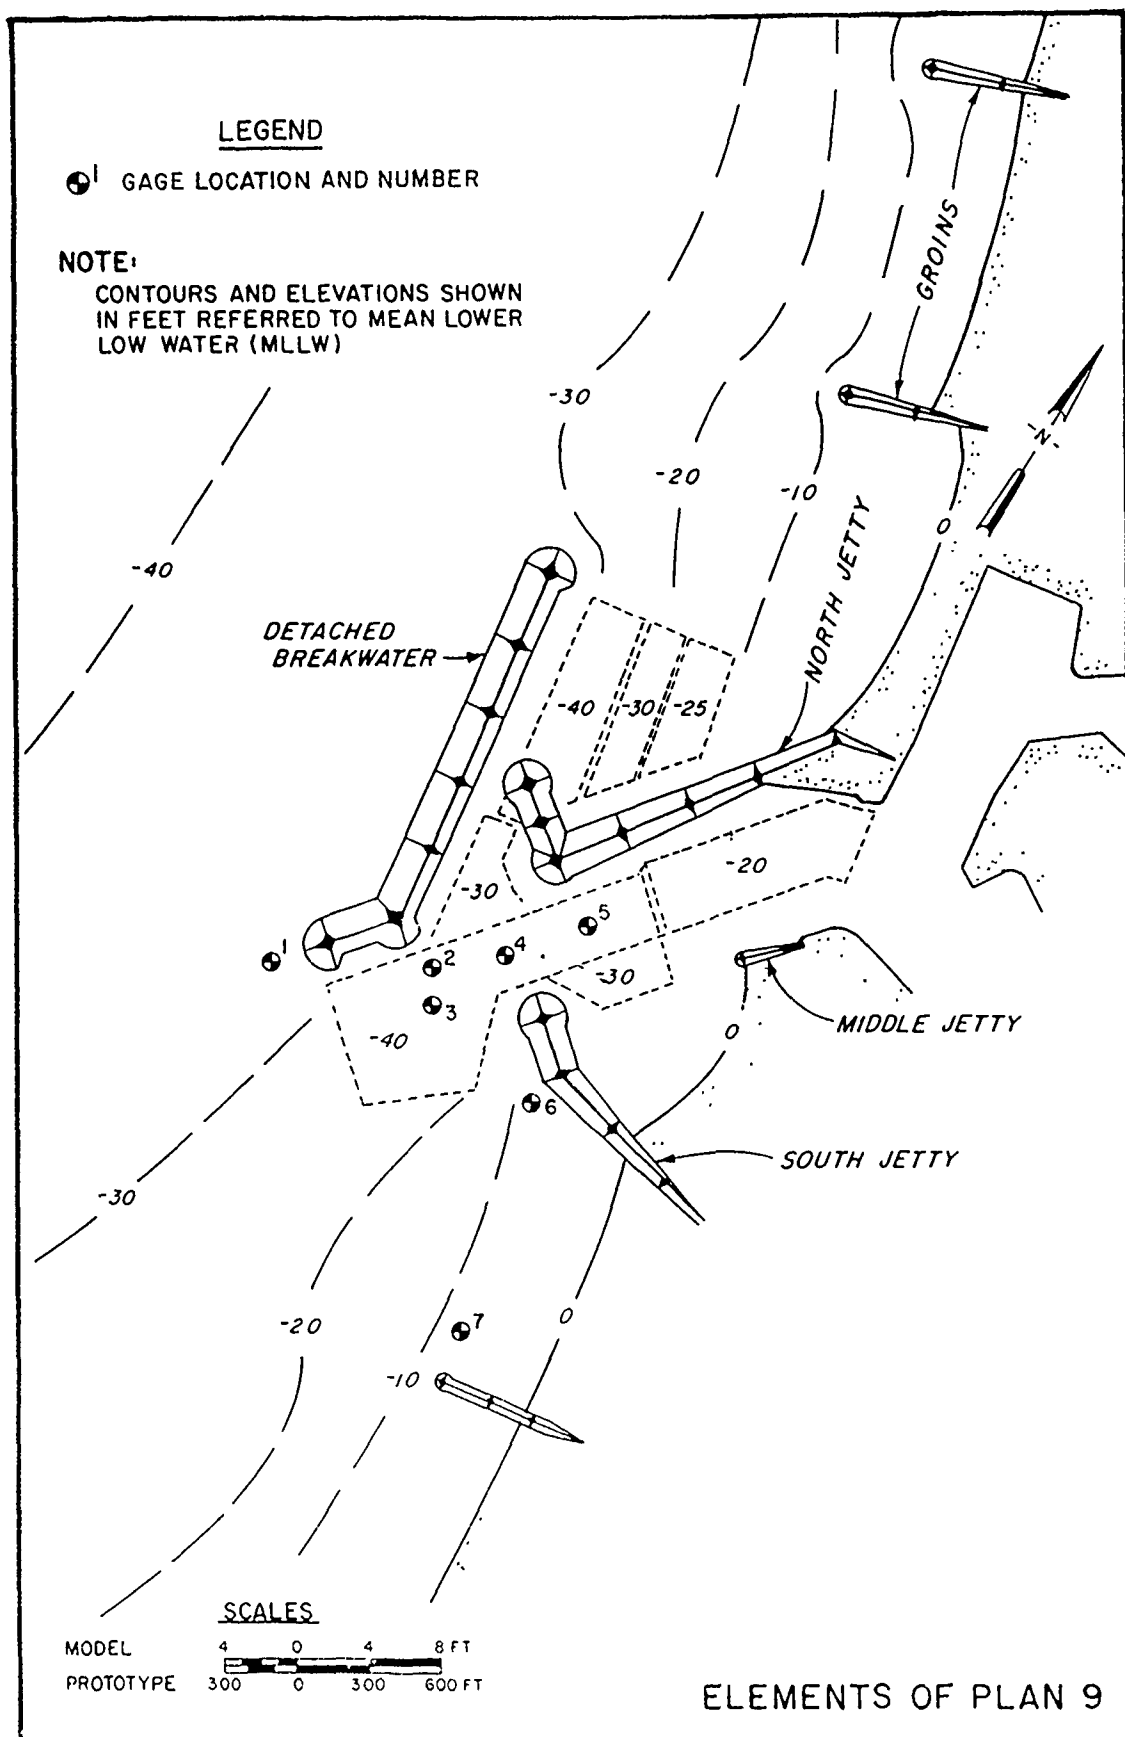 LEGEND
1 GAGE LOCATION AND NUMBER
NOTE:
CONTOURS AND ELEVATIONS SHOWN
IN FEET REFERRED TO MEAN LOWER
LOW WATER (MLLW)
GROINS
-30
-20
-10
-N-
0
-40
NORTH JETTY
DETACHED
BREAKWATER
-40
-30
-25
-20
-30
5
1
2
4
-30
3
-40
MIDDLE JETTY
0
6
SOUTH JETTY
-30
7
0
-20
-10
SCALES
MODEL 4 0 4 8 FT
PROTOTYPE 300 0 300 600 FT
ELEMENTS OF PLAN 9